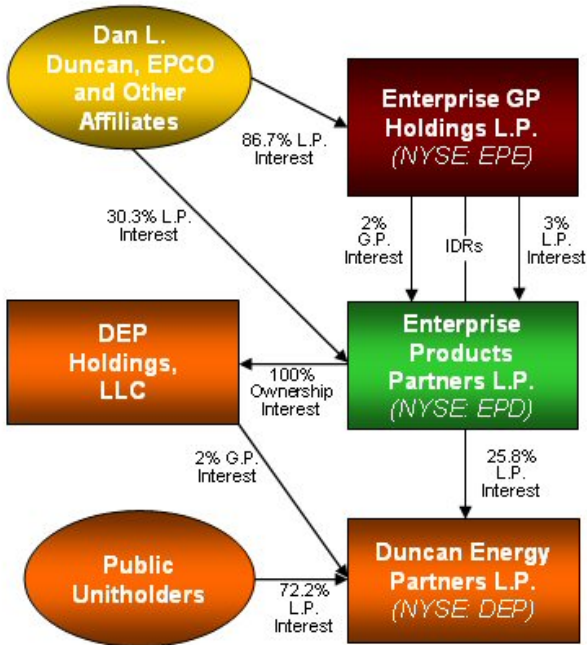 Dan L.
Duncan, EPCO
and Other
Affiliates
Enterprise GP
Holdings L.P.
(NYSE: EPE)
86.7% L.P.
Interest
30.3% L.P.
Interest
2%
G.P.
Interest
IDRs
3%
L.P.
Interest
DEP
Holdings,
LLC
100%
Ownership
Interest
Enterprise
Products
Partners L.P.
(NYSE: EPD)
2% G.P.
Interest
25.8%
L.P.
Interest
Public
Unitholders
72.2%
L.P.
Interest
Duncan Energy
Partners L.P.
(NYSE: DEP)